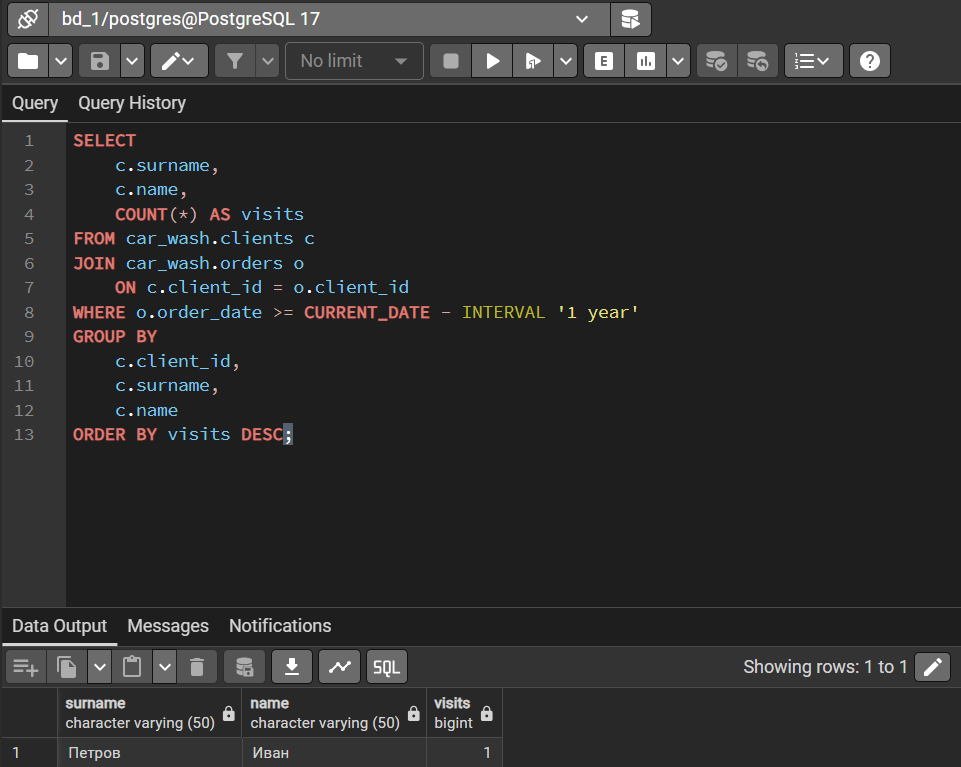 bd_1/postgres@PostgreSQL 17
No limit
E
Query Query History
1 SELECT
2 c.surname,
3 c.name,
4 COUNT(*) AS visits
5 FROM car_wash.clients c
6 JOIN car_wash.orders o
7 ON c.client_id = o.client_id
8 WHERE o.order_date >= CURRENT_DATE - INTERVAL '1 year'
9 GROUP BY
10 c.client_id,
11 c.surname,
12 c.name
13 ORDER BY visits DESC;
Data Output Messages Notifications
SQL Showing rows: 1 to 1
surname name visits
character varying (50) character varying (50) bigint
1 Петров Иван 1